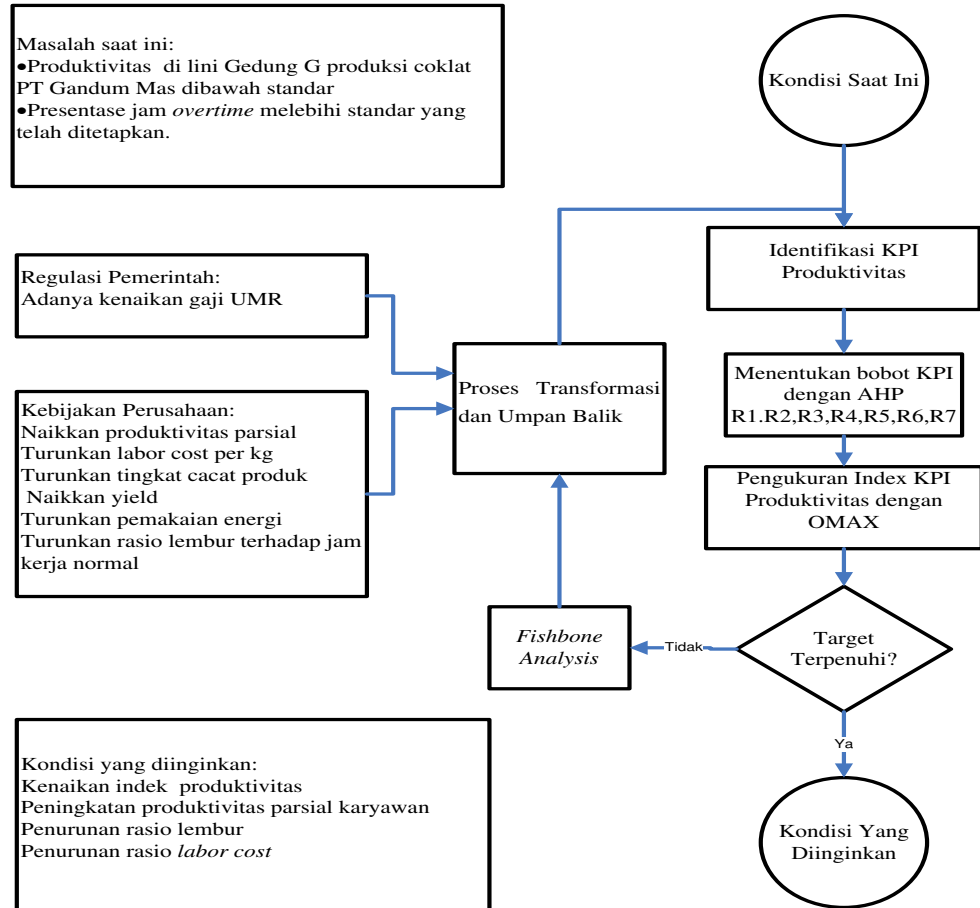 Masalah saat ini:
•Produktivitas di lini Gedung G produksi coklat
PT Gandum Mas dibawah standar
•Presentase jam overtime melebihi standar yang
telah ditetapkan.
Kondisi Saat Ini
Identifikasi KPI
Produktivitas
Regulasi Pemerintah:
Adanya kenaikan gaji UMR
Proses Transformasi
dan Umpan Balik
Menentukan bobot KPI
dengan AHP
R1.R2,R3,R4,R5,R6,R7
Kebijakan Perusahaan:
Naikkan produktivitas parsial
Turunkan labor cost per kg
Turunkan tingkat cacat produk
Naikkan yield
Turunkan pemakaian energi
Turunkan rasio lembur terhadap jam
kerja normal
Pengukuran Index KPI
Produktivitas dengan
OMAX
Fishbone
Analysis
Tidak
Target
Terpenuhi?
Ya
Kondisi yang diinginkan:
Kenaikan indek produktivitas
Peningkatan produktivitas parsial karyawan
Penurunan rasio lembur
Penurunan rasio labor cost
Kondisi Yang
Diinginkan